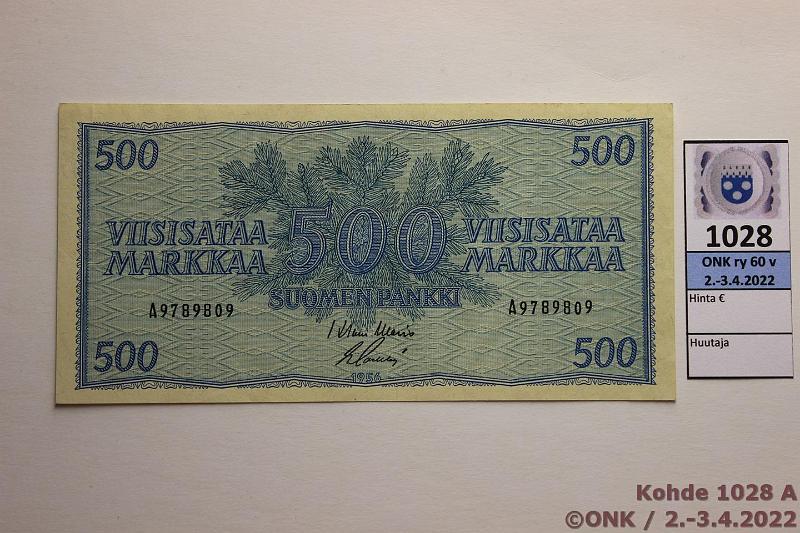 500
500
VIISISATAA
MARKKAA
500
VIISISATAA
MARKKAA
SUOMEN PANKKI
A9789809
A9789809
500
500
1956
1028
ONK ry 60 v
2.-3.4.2022
Hinta €
Huutaja
Kohde 1028 A
©ONK / 2.-3.4.2022